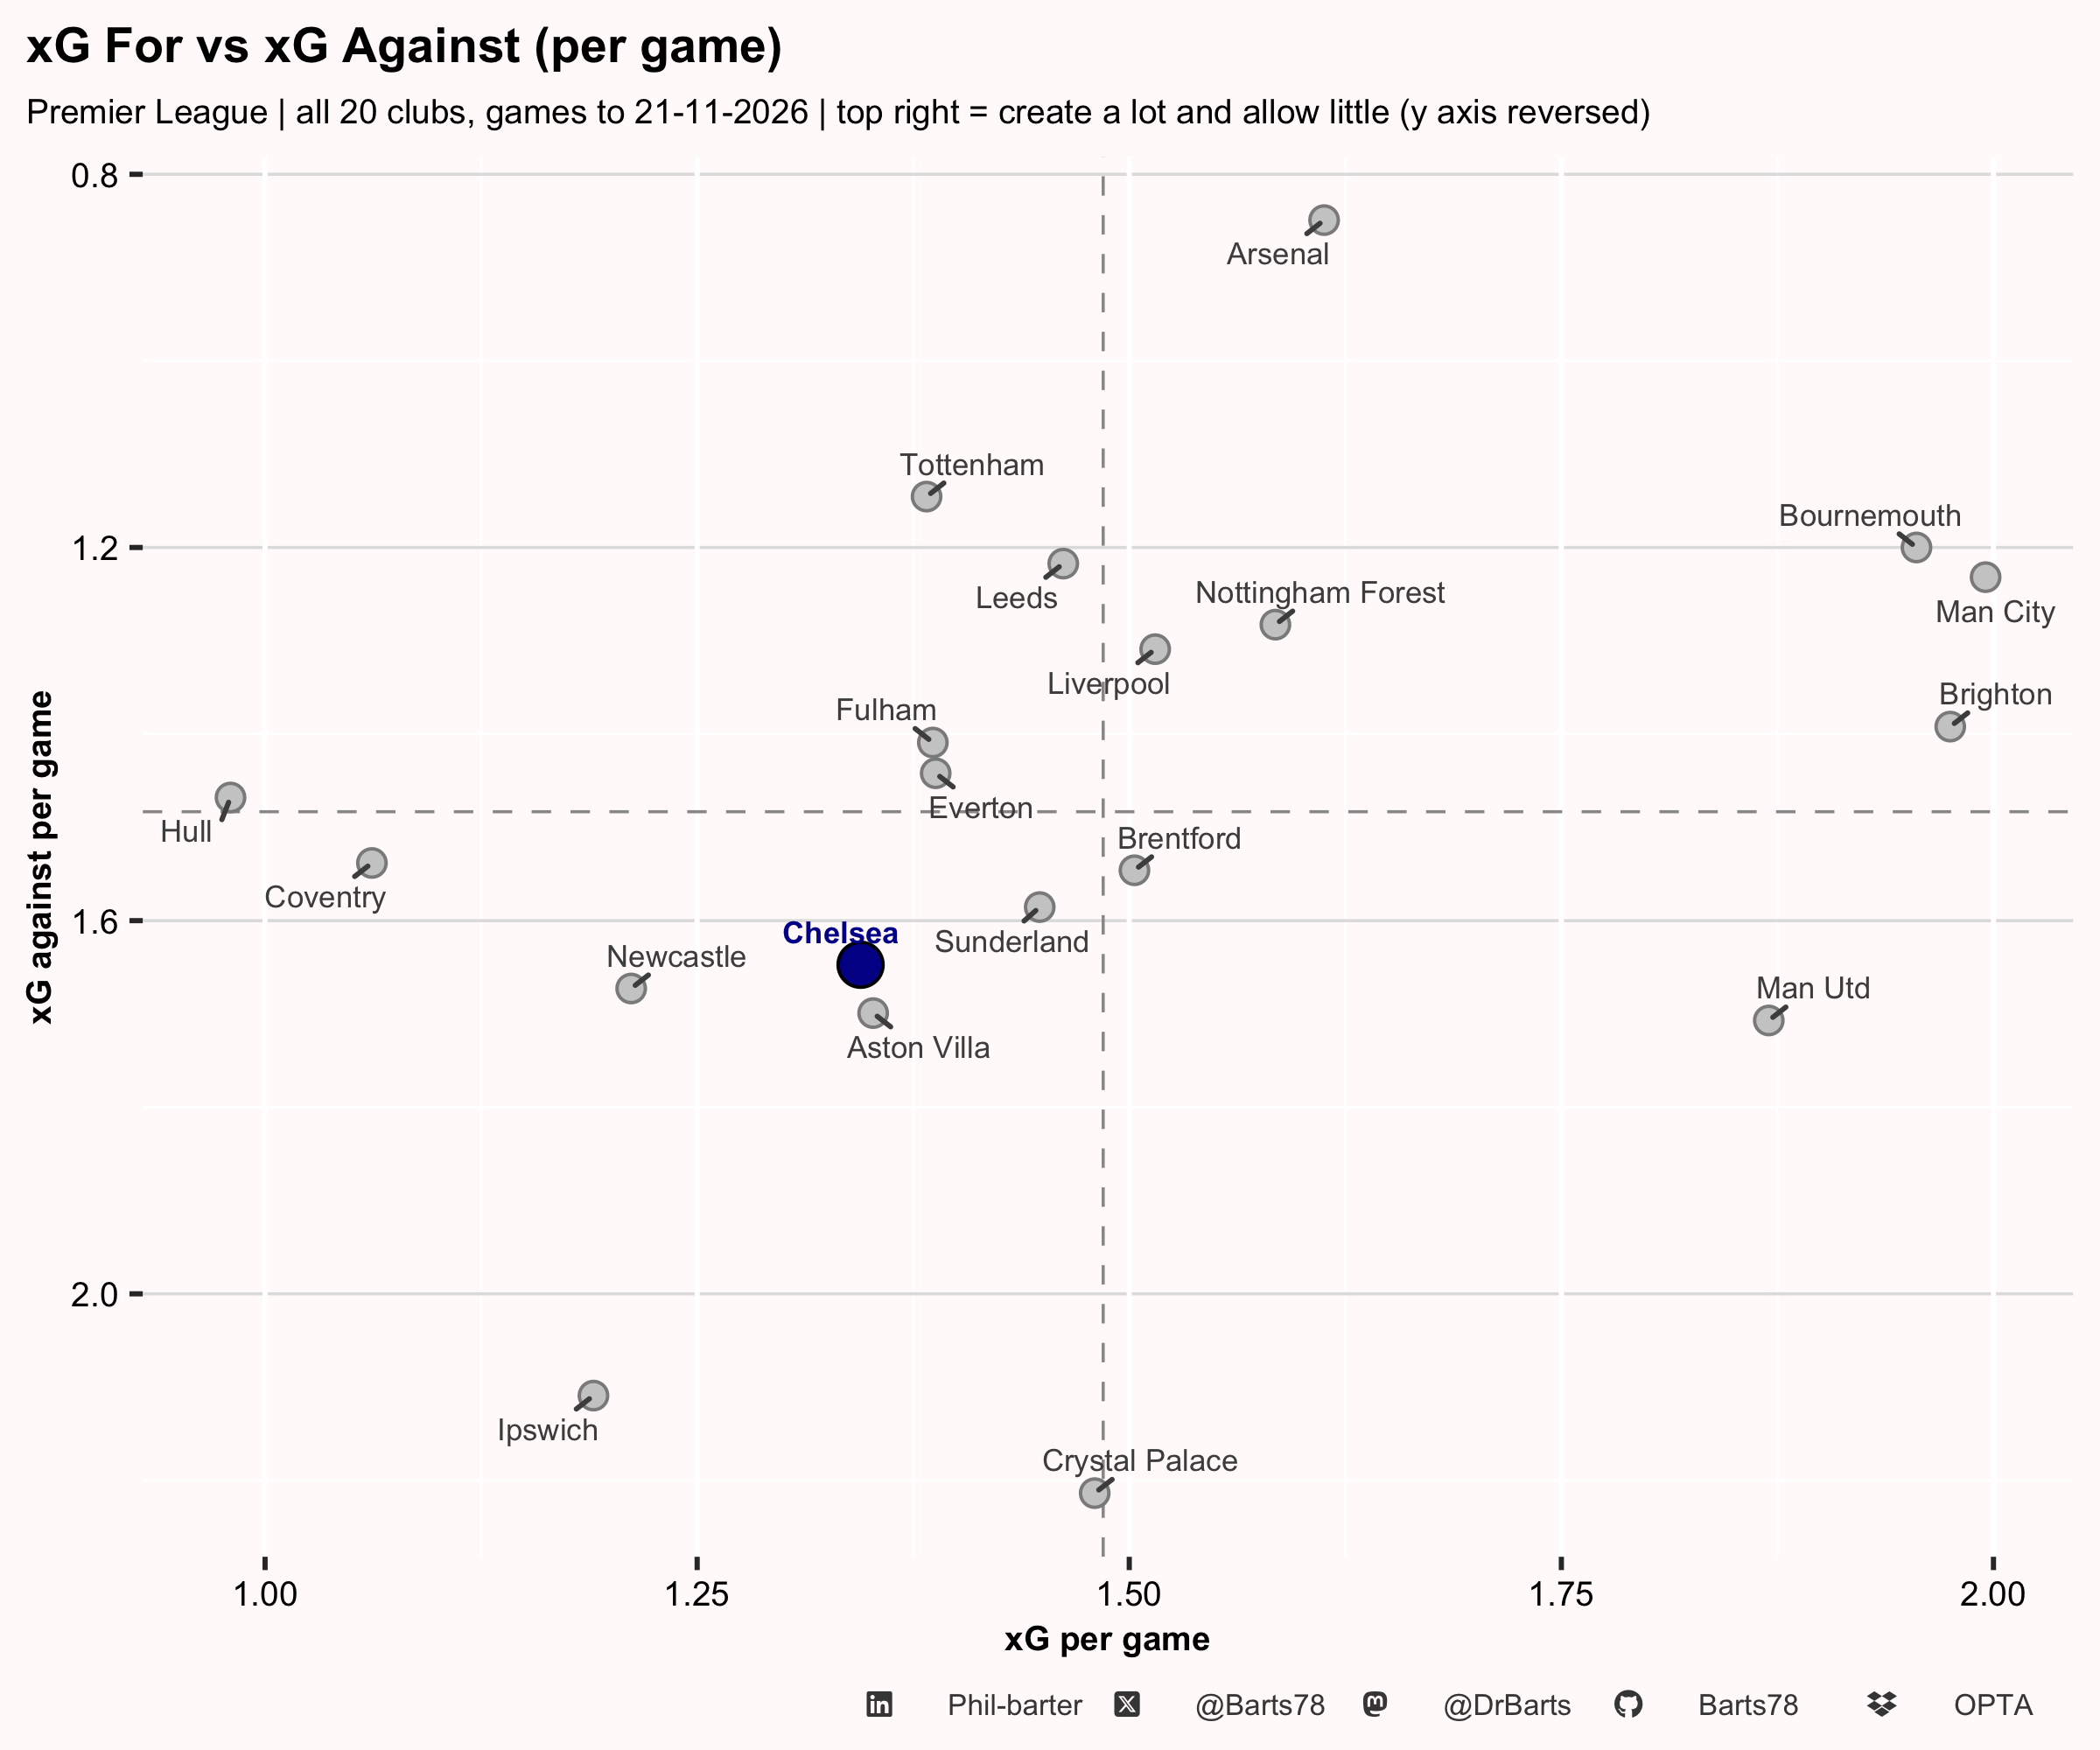 xG For vs xG Against (per game)
Premier League | all 20 clubs, games to 21-11-2026 | top right = create a lot and allow little (y axis reversed)
0.8
Arsenal
Tottenham
Bournemouth
1.2
Leeds
Nottingham Forest
Man City
Liverpool
Brighton
Fulham
Everton
Hull
Brentford
Coventry
1.6
Chelsea
Sunderland
Newcastle
Man Utd
Aston Villa
xG against per game
2.0
Ipswich
Crystal Palace
1.00 1.25 1.50 1.75 2.00
xG per game
Phil-barter @Barts78 @DrBarts Barts78 OPTA